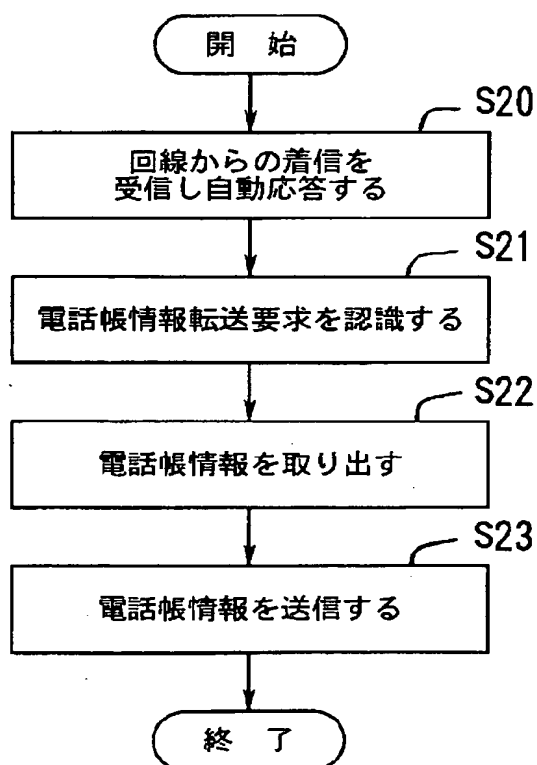 開 始
S20
回線からの着信を
受信し自動応答する
S21
電話帳情報転送要求を認識する
S22
電話帳情報を取り出す
S23
電話帳情報を送信する
終 了